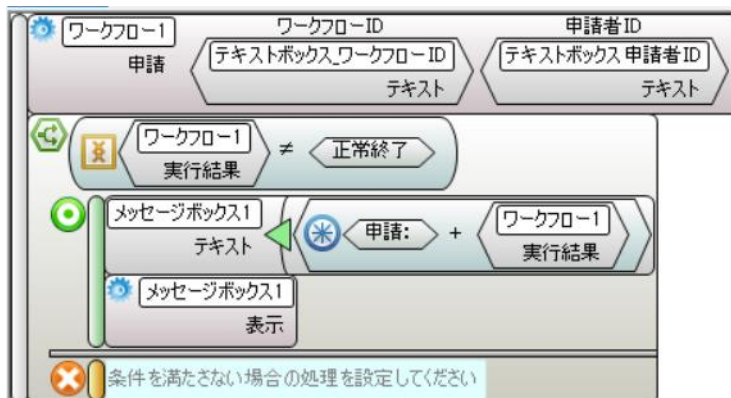 ワークフローID 申請者ID
ワークフロー1
申請
テキストボックス_ワークフローID
テキスト
テキストボックス申請者ID
テキスト
ワークフロー1
実行結果
≠
正常終了
メッセージボックス1
テキスト
申請:
+
ワークフロー1
実行結果
メッセージボックス1
表示
条件を満たさない場合の処理を設定してください